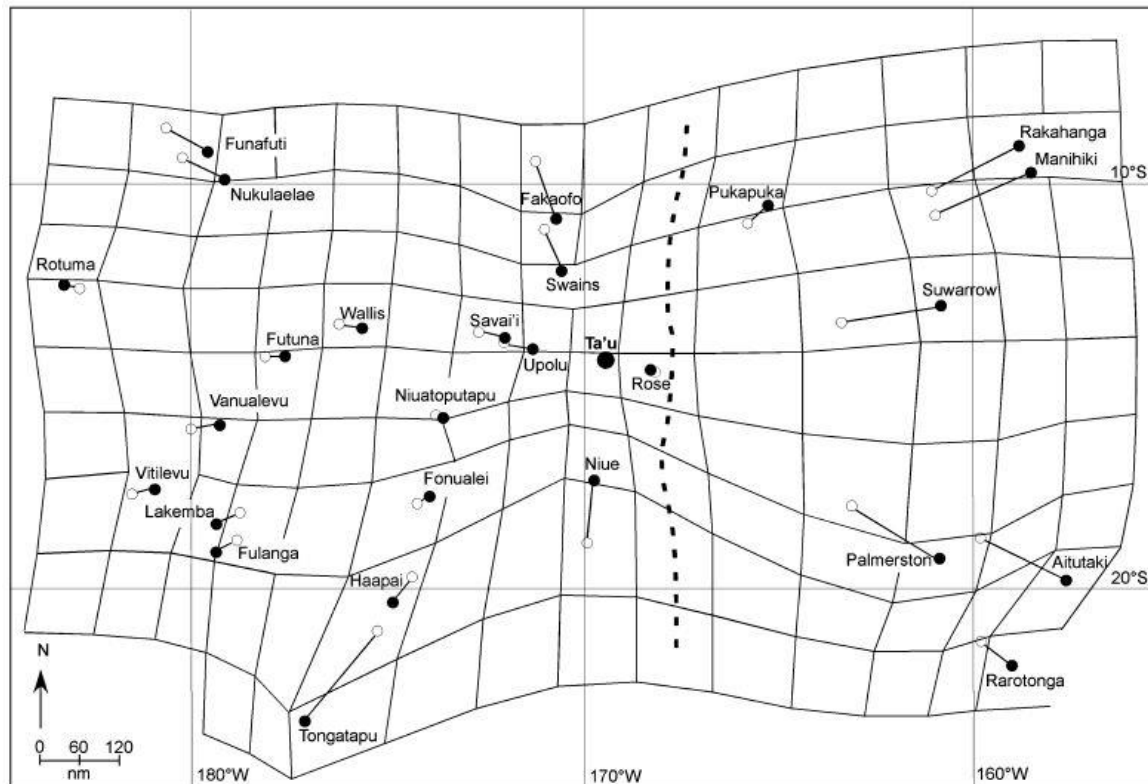 Funafuti
Nukulaelae
Fakaofo
Pukapuka
Rakahanga
Manihiki
10°S
Rotuma
Swains
Suwarrow
Wallis
Savai'i
Futuna
Upolu
Ta'u
Rose
Vanualevu
Niuatoputapu
Vitilevu
Fonualei
Niue
Lakemba
Fulanga
Haapai
Palmerston
Aitutaki
20°S
N
Rarotonga
Tongatapu
0 60 120
nm
180°W
170°W
160°W